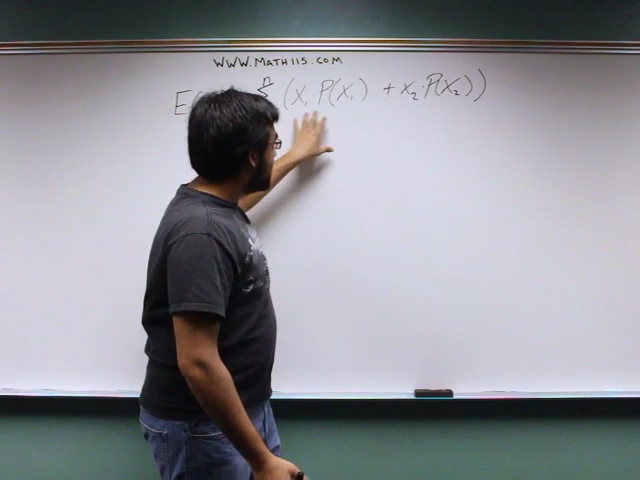 WWW.MATH115.COM
E( Σ (X₁ P(X₁) + X₂·P(X₂))